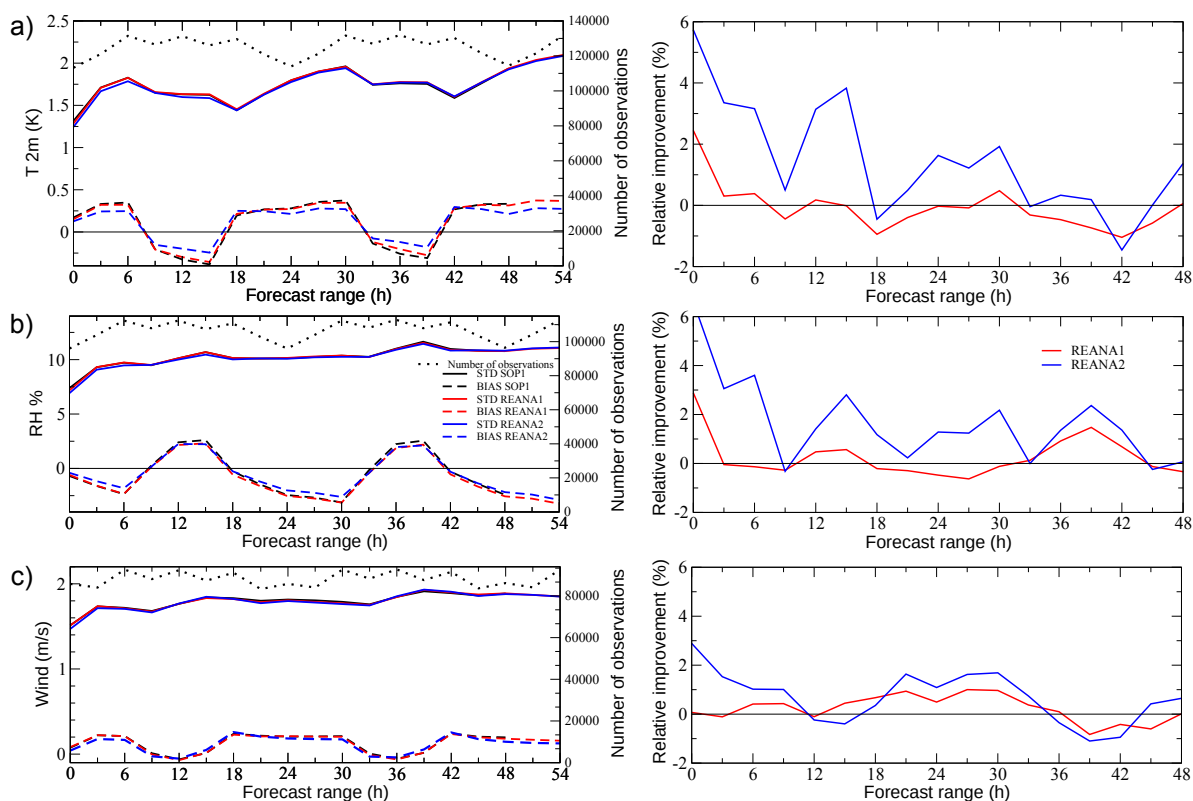 a)
2.5
2
1.5
1
0.5
0
T 2m (K)
140000
120000
100000
80000
60000
40000
20000
0
Number of observations
0 6 12 18 24 30 36 42 48 54
Forecast range (h)
6
4
2
0
-2
Relative improvement (%)
0 6 12 18 24 30 36 42 48
Forecast range (h)
b)
10
5
0
RH %
Number of observations
STD SOP1
BIAS SOP1
STD REANA1
BIAS REANA1
STD REANA2
BIAS REANA2
100000
80000
60000
40000
20000
0
Number of observations
0 6 12 18 24 30 36 42 48 54
Forecast range (h)
6
4
2
0
-2
Relative improvement (%)
REANA1
REANA2
0 6 12 18 24 30 36 42 48
Forecast range (h)
c)
2
1
0
Wind (m/s)
80000
60000
40000
20000
0
Number of observations
0 6 12 18 24 30 36 42 48 54
Forecast range (h)
6
4
2
0
-2
Relative improvement (%)
0 6 12 18 24 30 36 42 48
Forecast range (h)